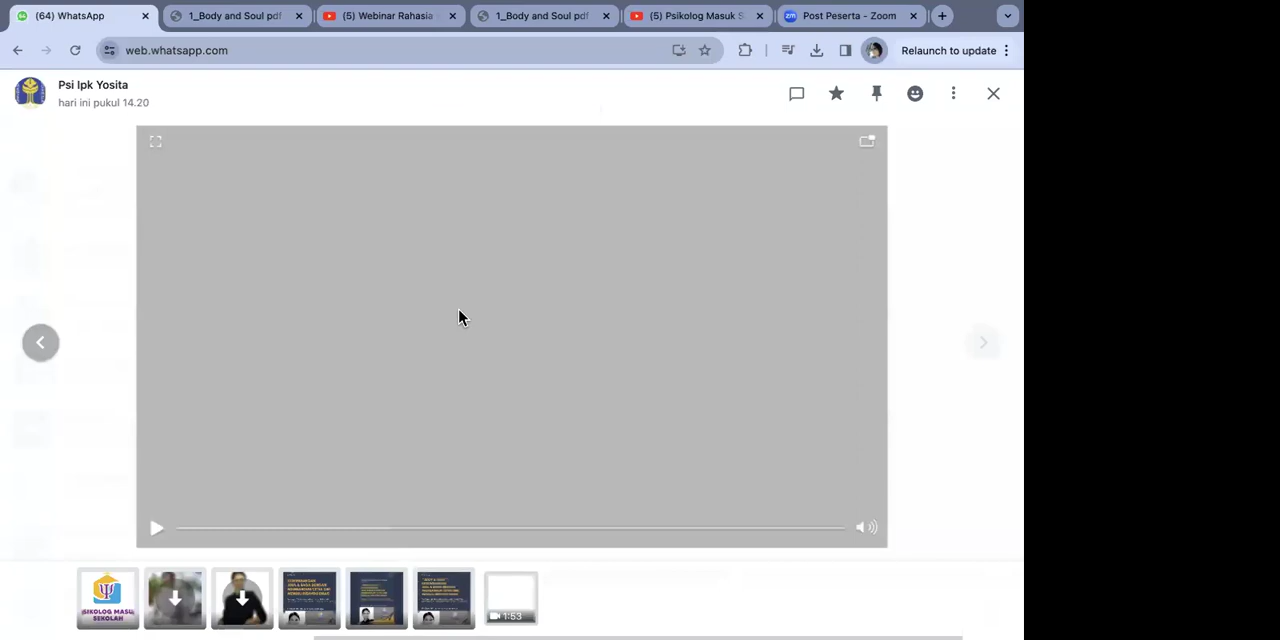 (64) WhatsApp
1_Body and Soul pdf
(5) Webinar Rahasia
1_Body and Soul pdf
(5) Psikolog Masuk S
Post Peserta - Zoom
web.whatsapp.com
Relaunch to update
Psi Ipk Yosita
hari ini pukul 14.20
PSIKOLOG MASUK
SEKOLAH
1:53